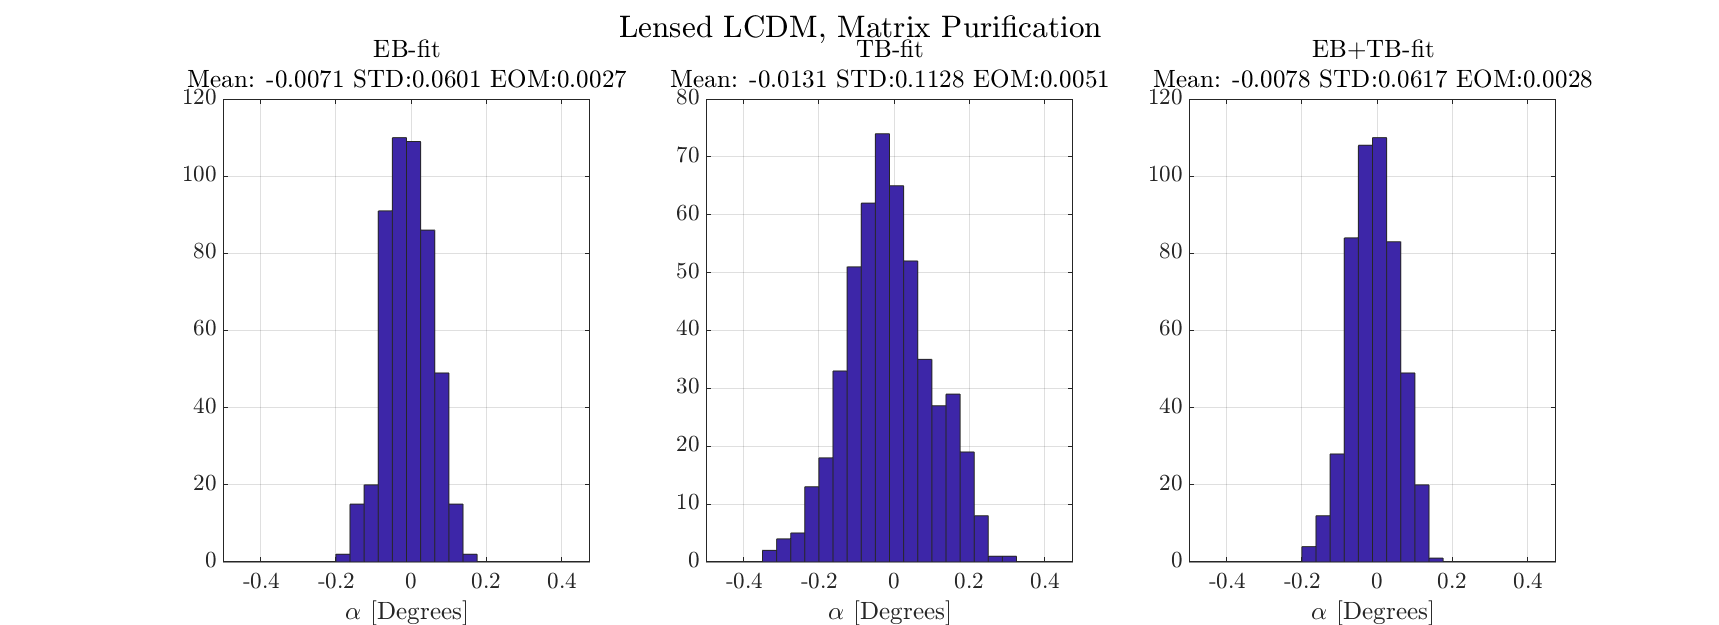 Lensed LCDM, Matrix Purification
EB-fit
Mean: -0.0071 STD:0.0601 EOM:0.0027
120
100
80
60
40
20
0
-0.4 -0.2 0 0.2 0.4
α [Degrees]
TB-fit
Mean: -0.0131 STD:0.1128 EOM:0.0051
80
70
60
50
40
30
20
10
0
-0.4 -0.2 0 0.2 0.4
α [Degrees]
EB+TB-fit
Mean: -0.0078 STD:0.0617 EOM:0.0028
120
100
80
60
40
20
0
-0.4 -0.2 0 0.2 0.4
α [Degrees]